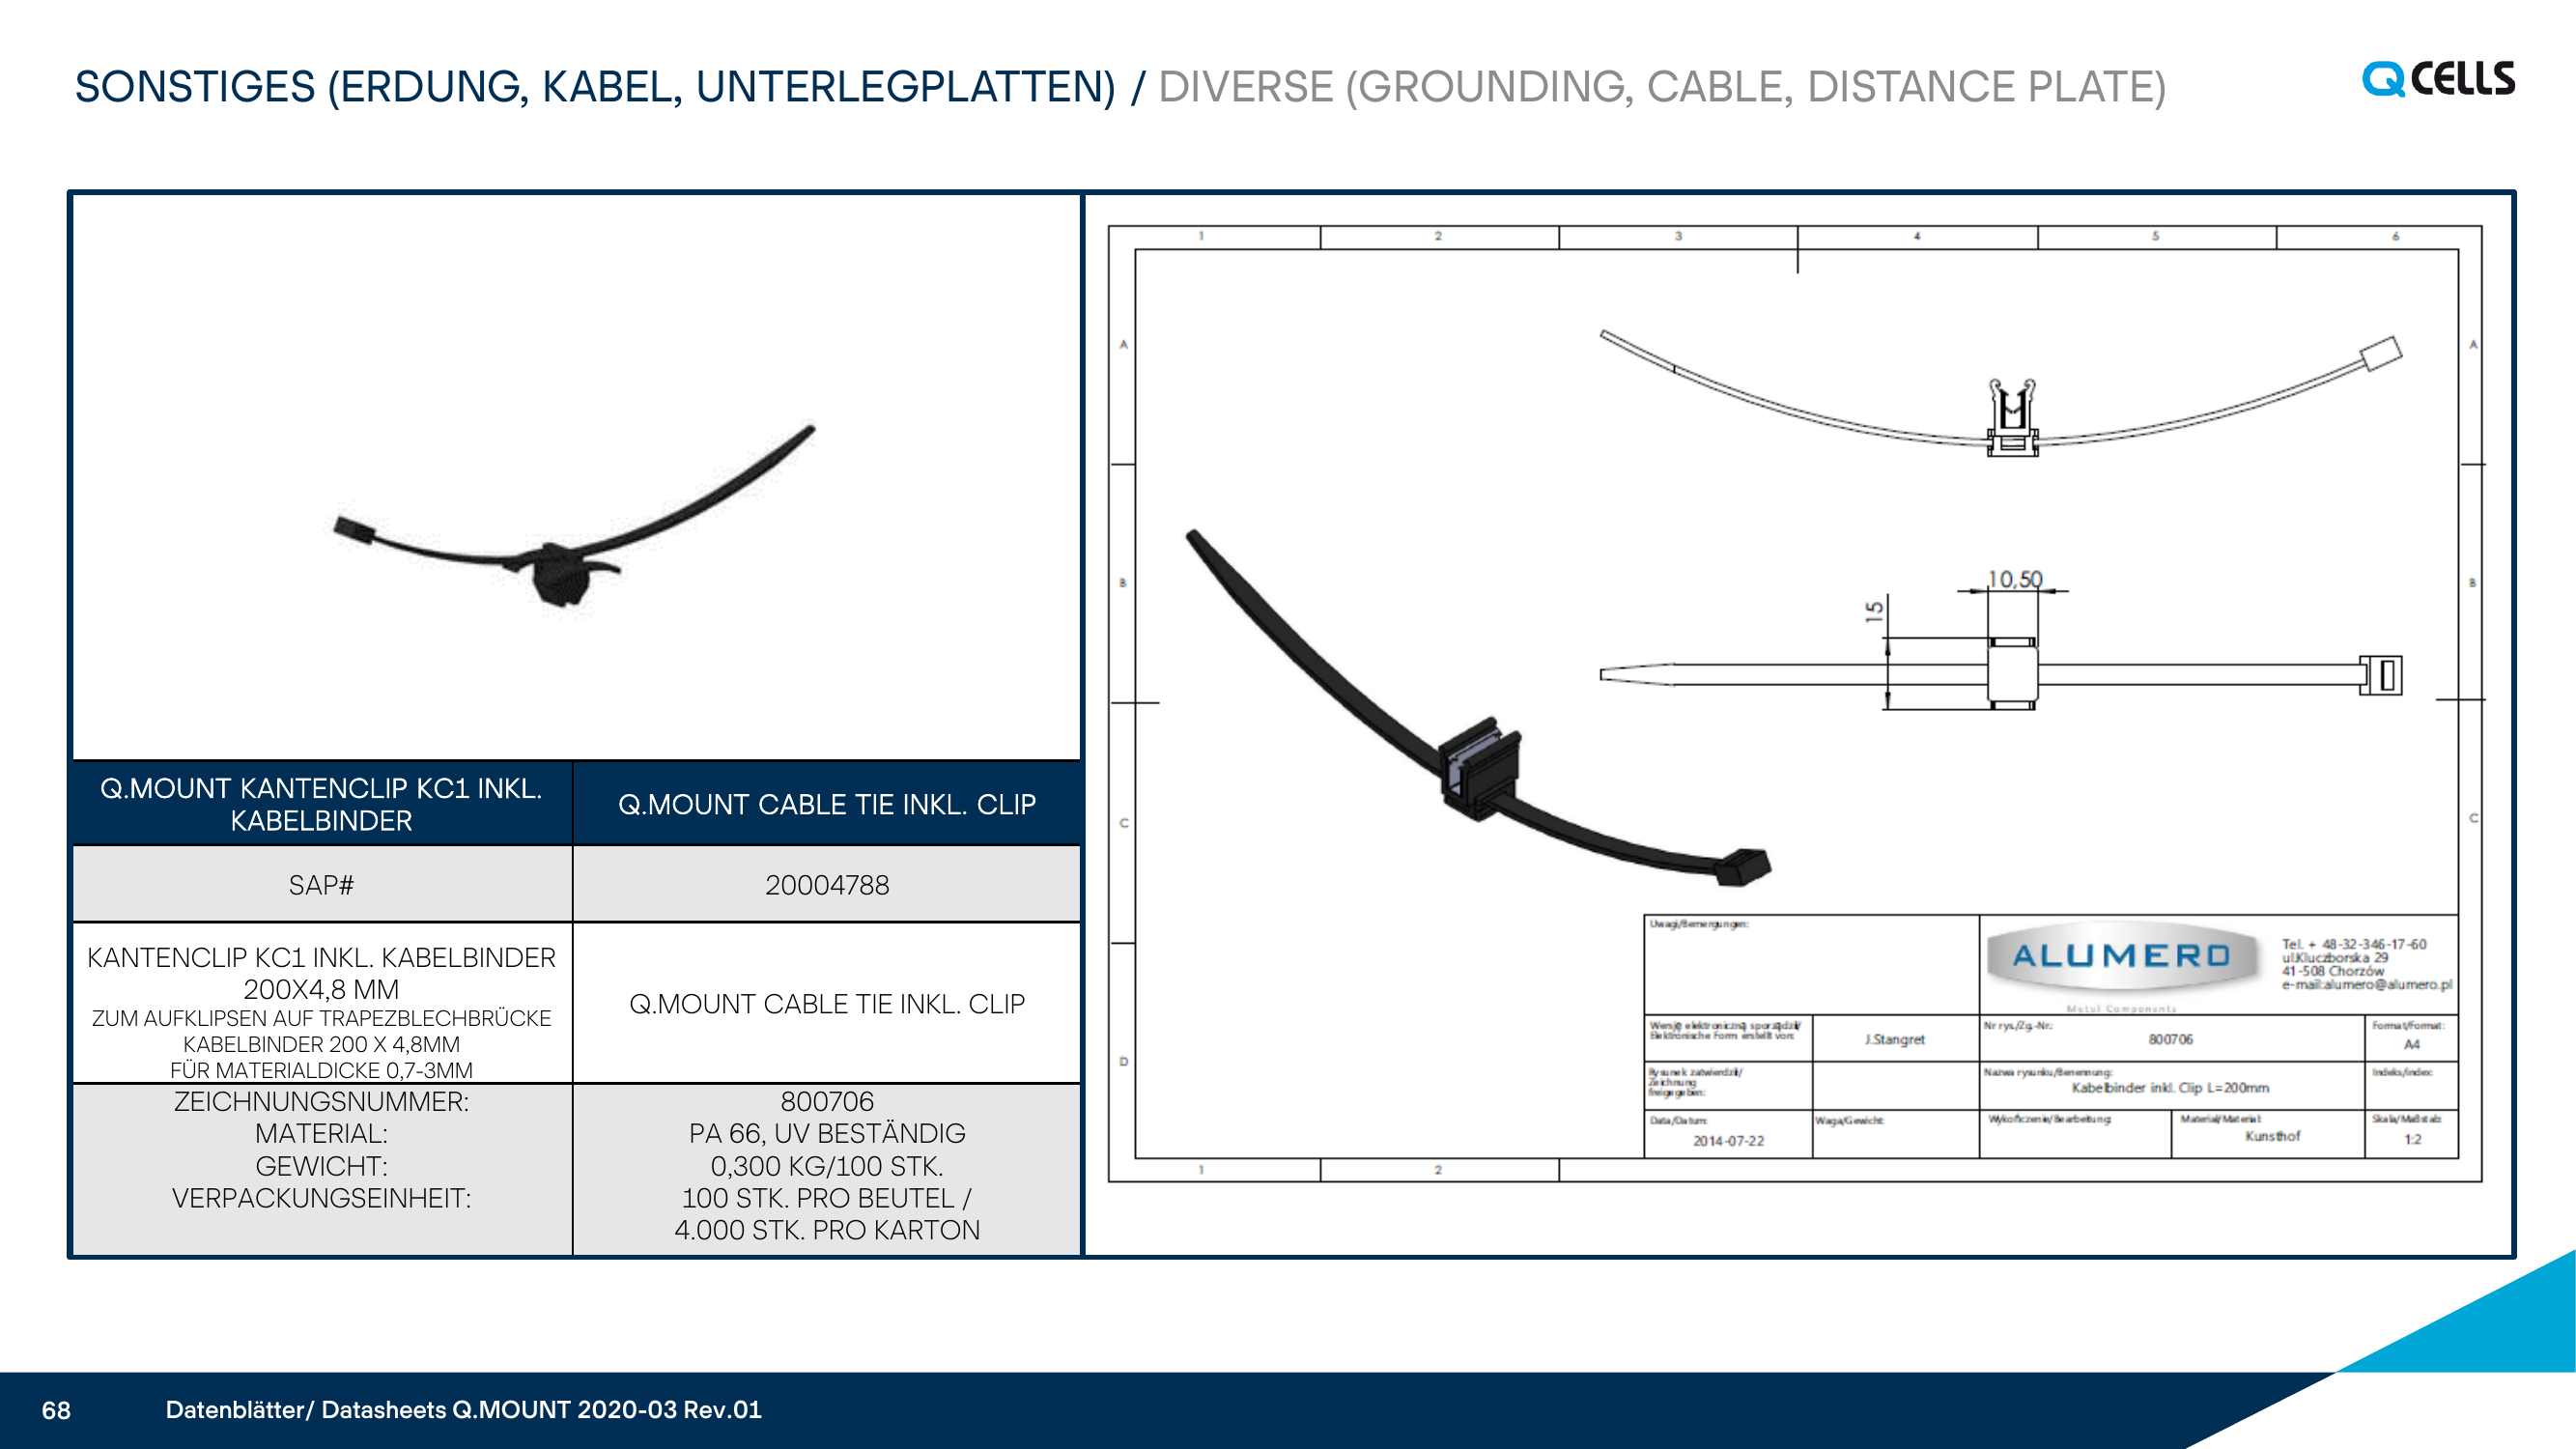 SONSTIGES (ERDUNG, KABEL, UNTERLEGPLATTEN) / DIVERSE (GROUNDING, CABLE, DISTANCE PLATE)
Q CELLS
Q.MOUNT KANTENCLIP KC1 INKL.
KABELBINDER
Q.MOUNT CABLE TIE INKL. CLIP
SAP#
20004788
KANTENCLIP KC1 INKL. KABELBINDER
200X4,8 MM
ZUM AUFKLIPSEN AUF TRAPEZBLECHBRÜCKE
KABELBINDER 200 X 4,8MM
FÜR MATERIALDICKE 0,7-3MM
Q.MOUNT CABLE TIE INKL. CLIP
ZEICHNUNGSNUMMER:
MATERIAL:
GEWICHT:
VERPACKUNGSEINHEIT:
800706
PA 66, UV BESTÄNDIG
0,300 KG/100 STK.
100 STK. PRO BEUTEL /
4.000 STK. PRO KARTON
1 2 3 4 5 6
A A
B B
C C
D
10,50
15
Uwagi/Bemergungen:
ALUMERO
Metal Components
Tel. + 48-32-346-17-60
ul.Kluczborska 29
41-508 Chorzów
e-mail:alumero@alumero.pl
Wersję elektroniczną sporządził/
Elektronische Form erstellt von:
J.Stangret
Nr rys./Zg.-Nr.:
800706
Format/Format:
A4
Rysunek zatwierdził/
Zeichnung
freigegeben:
Nazwa rysunku/Benennung:
Kabelbinder inkl. Clip L=200mm
Indeks/Index:
Data/Datum:
2014-07-22
Waga/Gewicht:
Wykończenie/Bearbeitung:
Material/Material:
Kunsthof
Skala/Maßstab:
1:2
1 2
68
Datenblätter/ Datasheets Q.MOUNT 2020-03 Rev.01